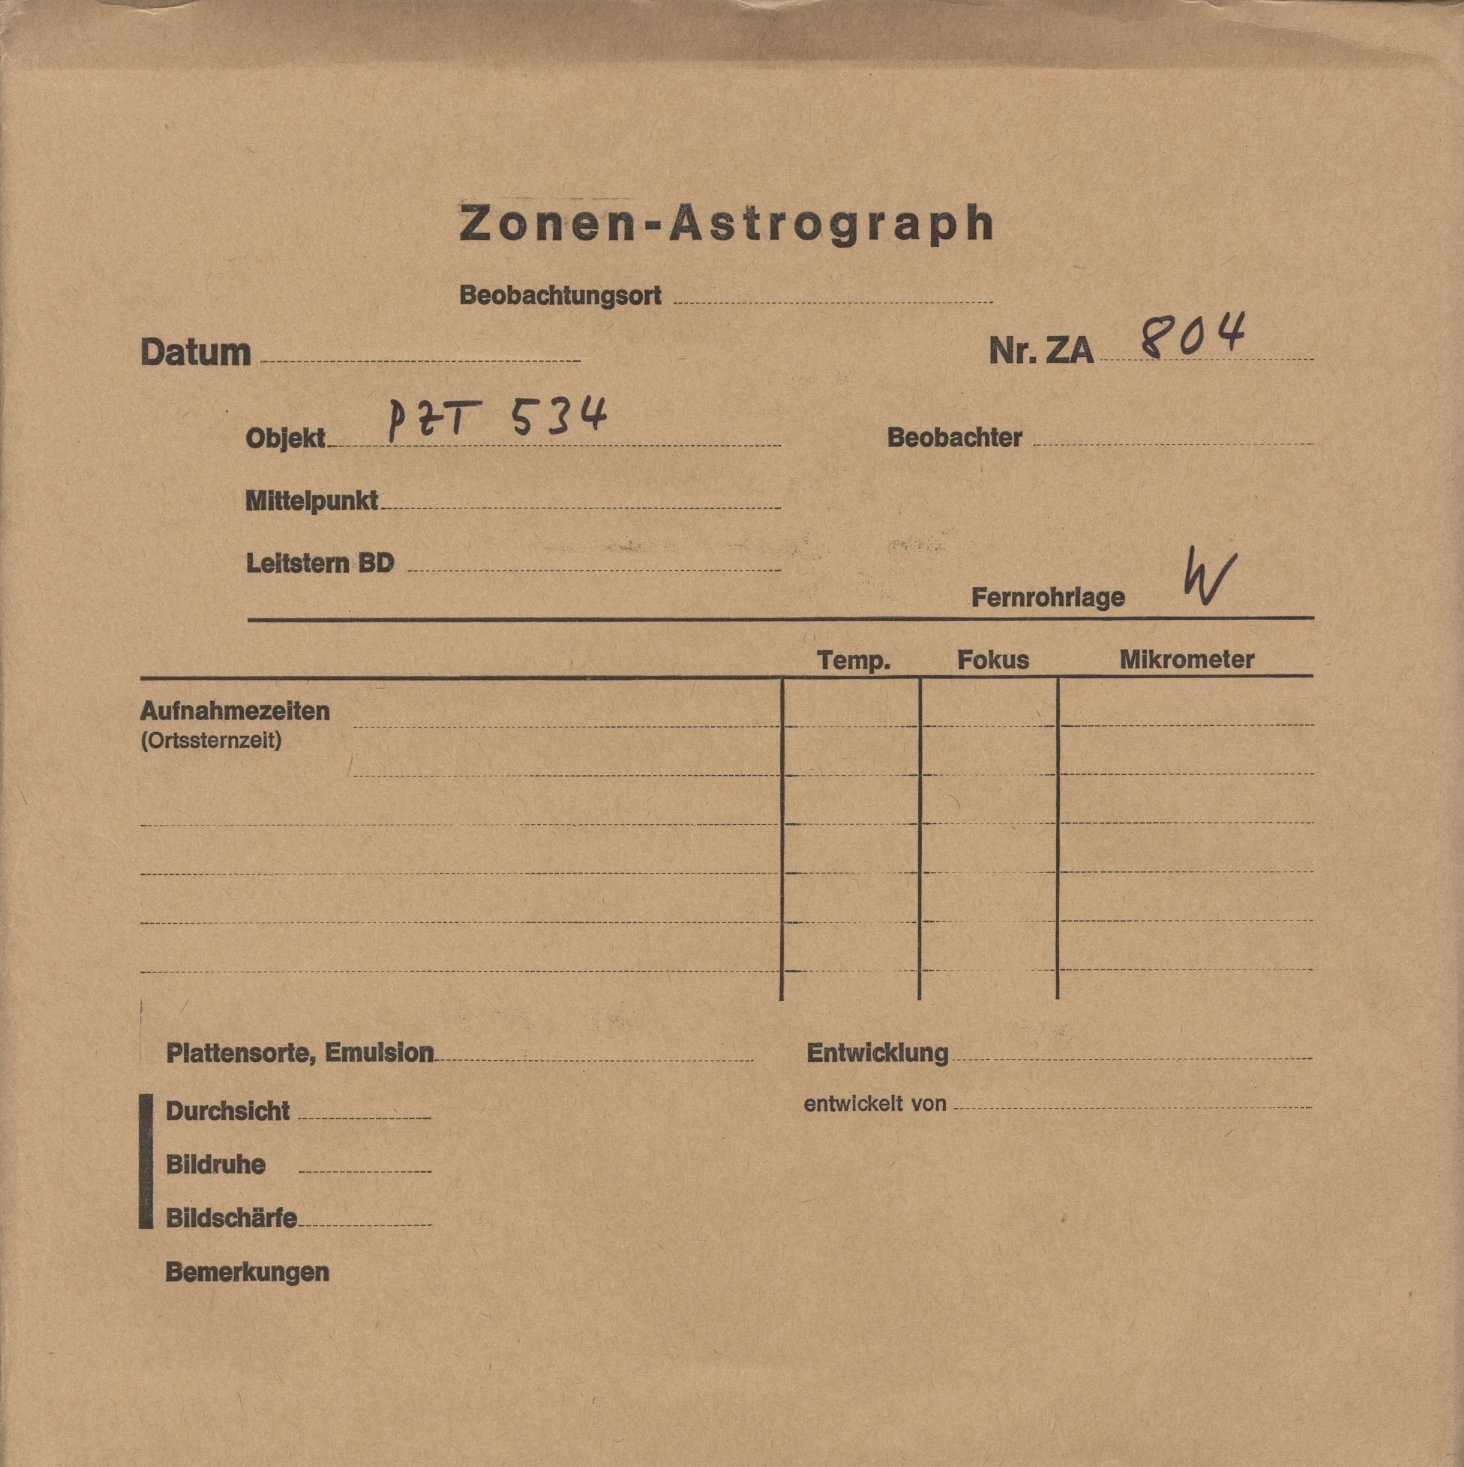 Zonen-Astrograph
Beobachtungsort
Datum Nr. ZA 804
Objekt PZT 534 Beobachter
Mittelpunkt
Leitstern BD
Fernrohrlage W
Temp. Fokus Mikrometer
Aufnahmezeiten
(Ortssternzeit)
Plattensorte, Emulsion Entwicklung
Durchsicht entwickelt von
Bildruhe
Bildschärfe
Bemerkungen